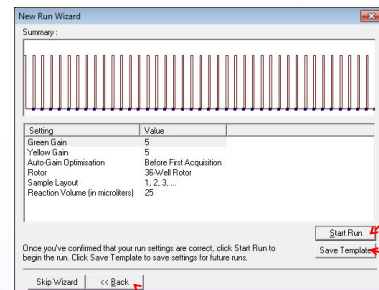 New Run Wizard
Summary :
Setting Value
Green Gain 5
Yellow Gain 5
Auto-Gain Optimisation Before First Acquisition
Rotor 36-Well Rotor
Sample Layout 1, 2, 3, ...
Reaction Volume (in microliters) 25
Start Run
Once you've confirmed that your run settings are correct, click Start Run to
begin the run. Click Save Template to save settings for future runs.
Save Template
Skip Wizard << Back